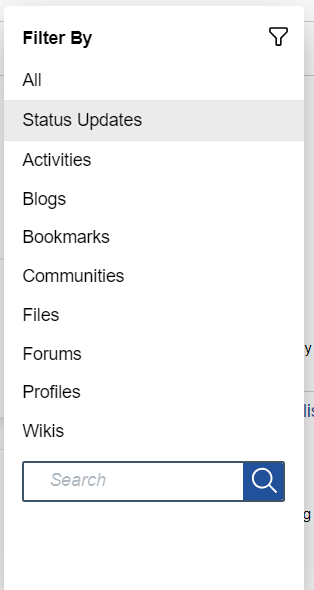 Filter By
All
Status Updates
Activities
Blogs
Bookmarks
Communities
Files
Forums
Profiles
Wikis
Search